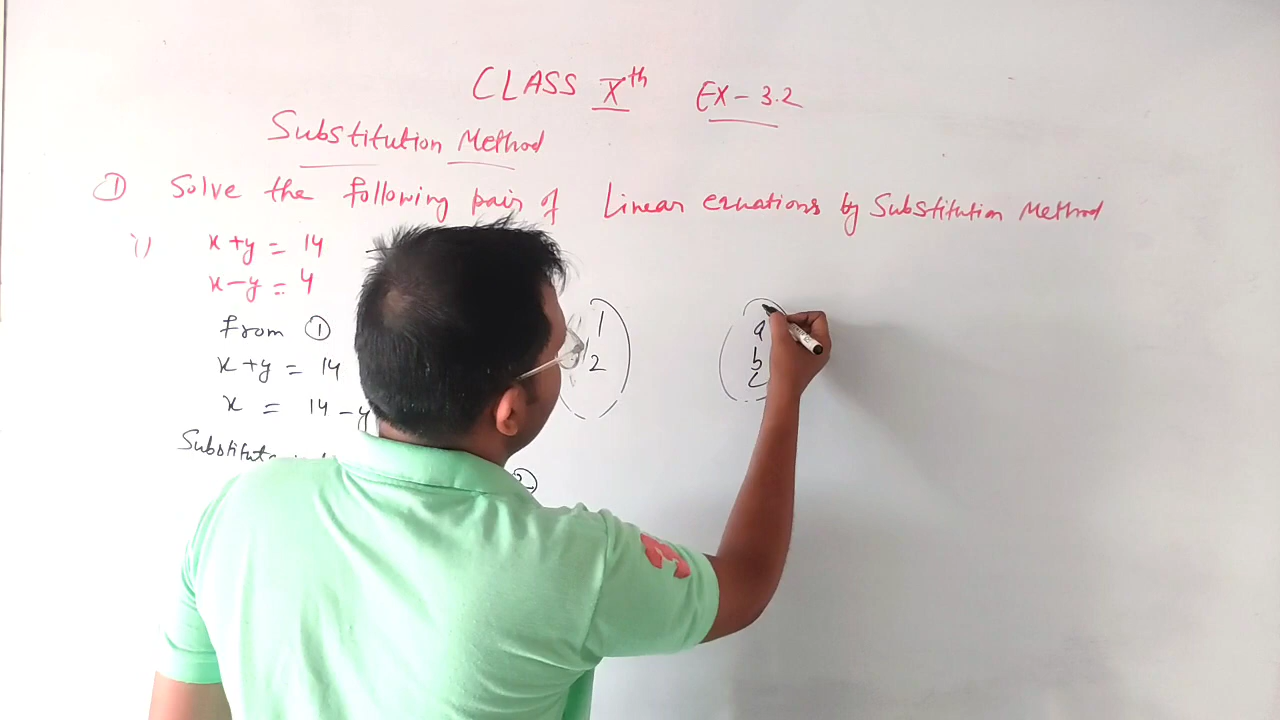 CLASS Xth EX-3.2
Substitution Method
① Solve the following pair of Linear equations by Substitution Method
i) x+y = 14
x-y = 4
From ①
x+y = 14
x = 14-y
Substitute
②
1
2
a
b
c